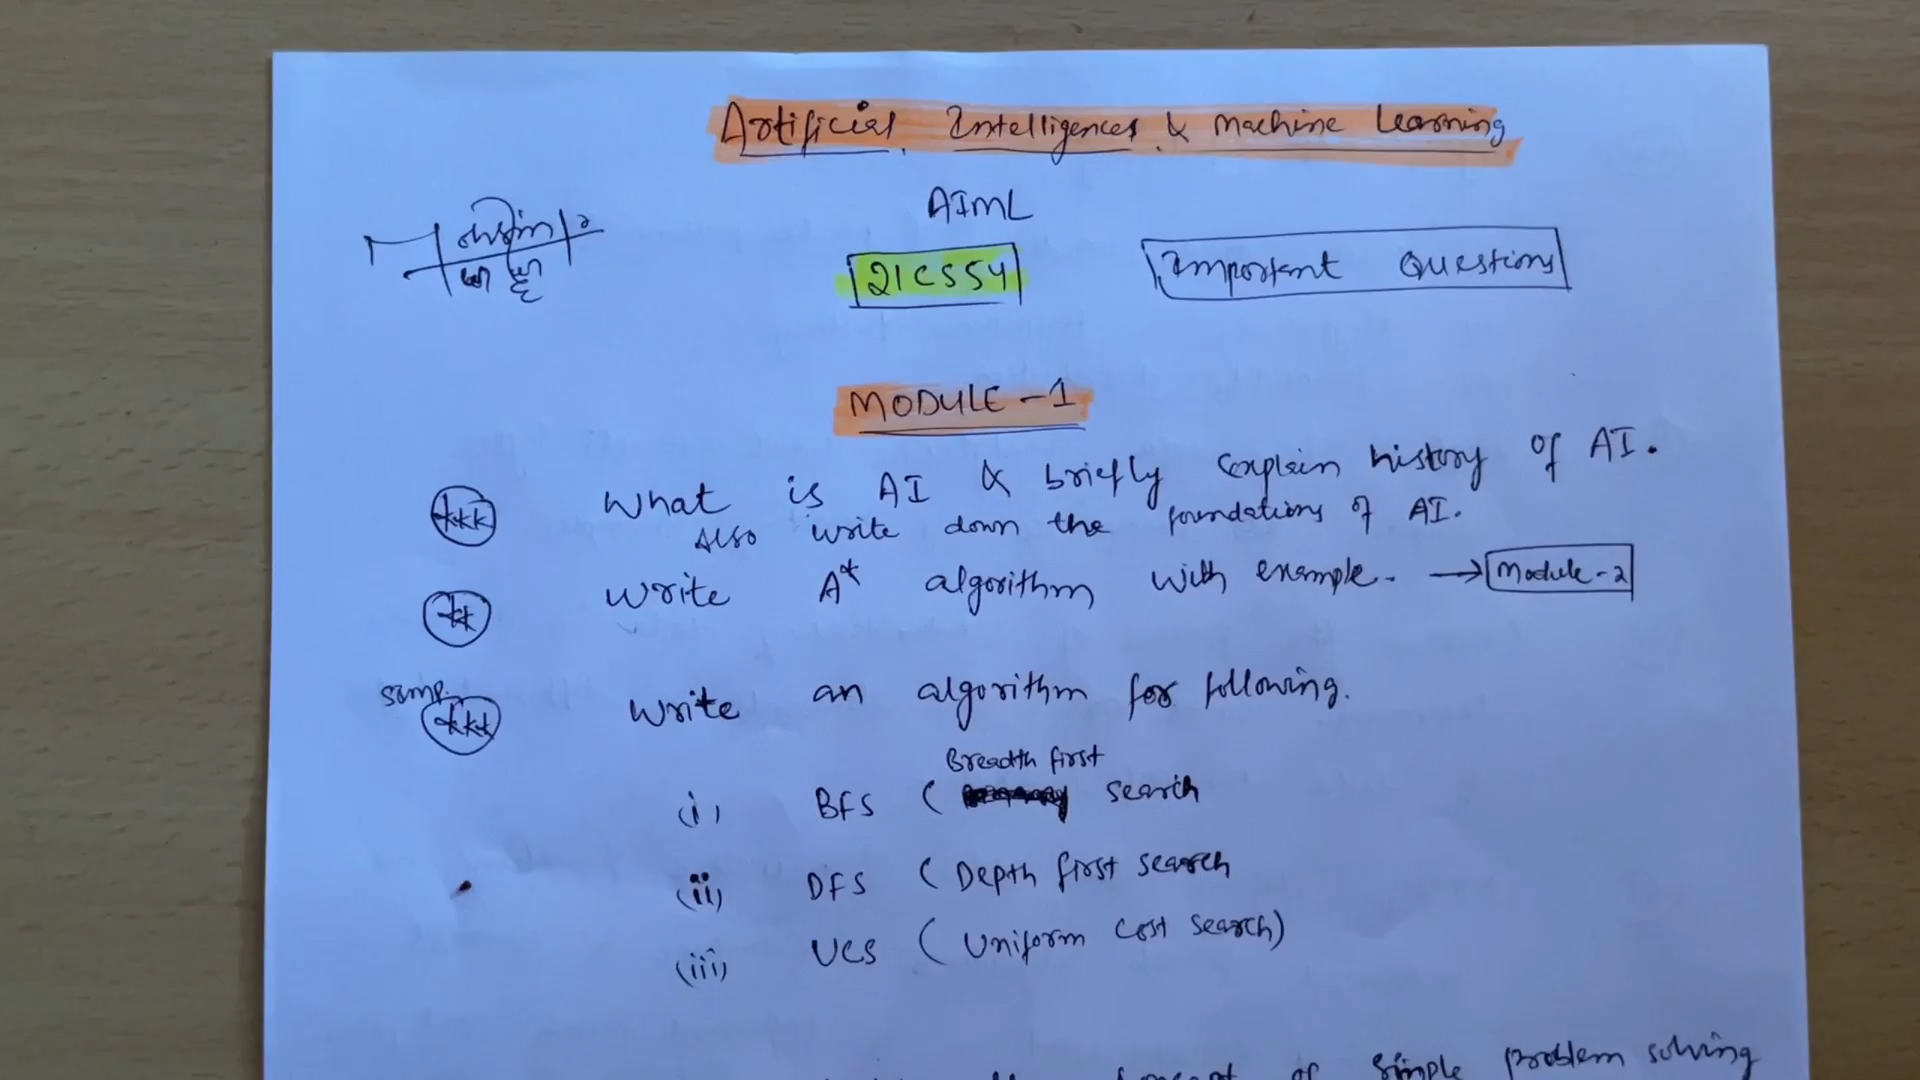 Artificial Intelligences & Machine Learning
AIML
21CS54
Important Questions
MODULE-1
*** What is AI & briefly explain history of AI.
Also write down the foundations of AI.
** Write A* algorithm with example. → Module-2
*** Write an algorithm for following.
Breadth first
(i) BFS ( search
(ii) DFS ( Depth first search
(iii) UCS ( Uniform cost search)
concept of simple problem solving